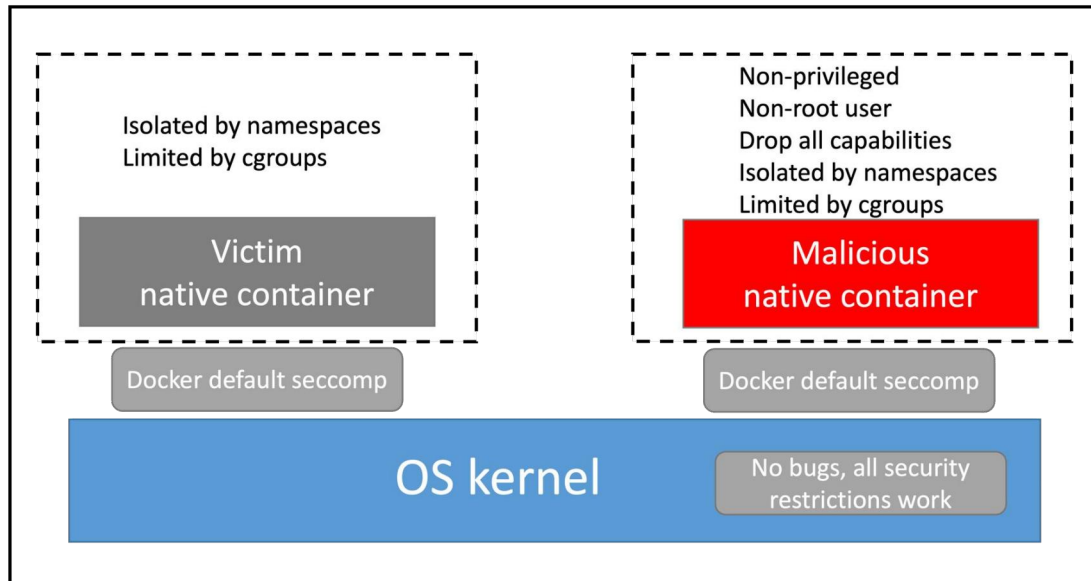 Isolated by namespaces
Limited by cgroups
Victim
native container
Docker default seccomp
Non-privileged
Non-root user
Drop all capabilities
Isolated by namespaces
Limited by cgroups
Malicious
native container
Docker default seccomp
OS kernel
No bugs, all security
restrictions work